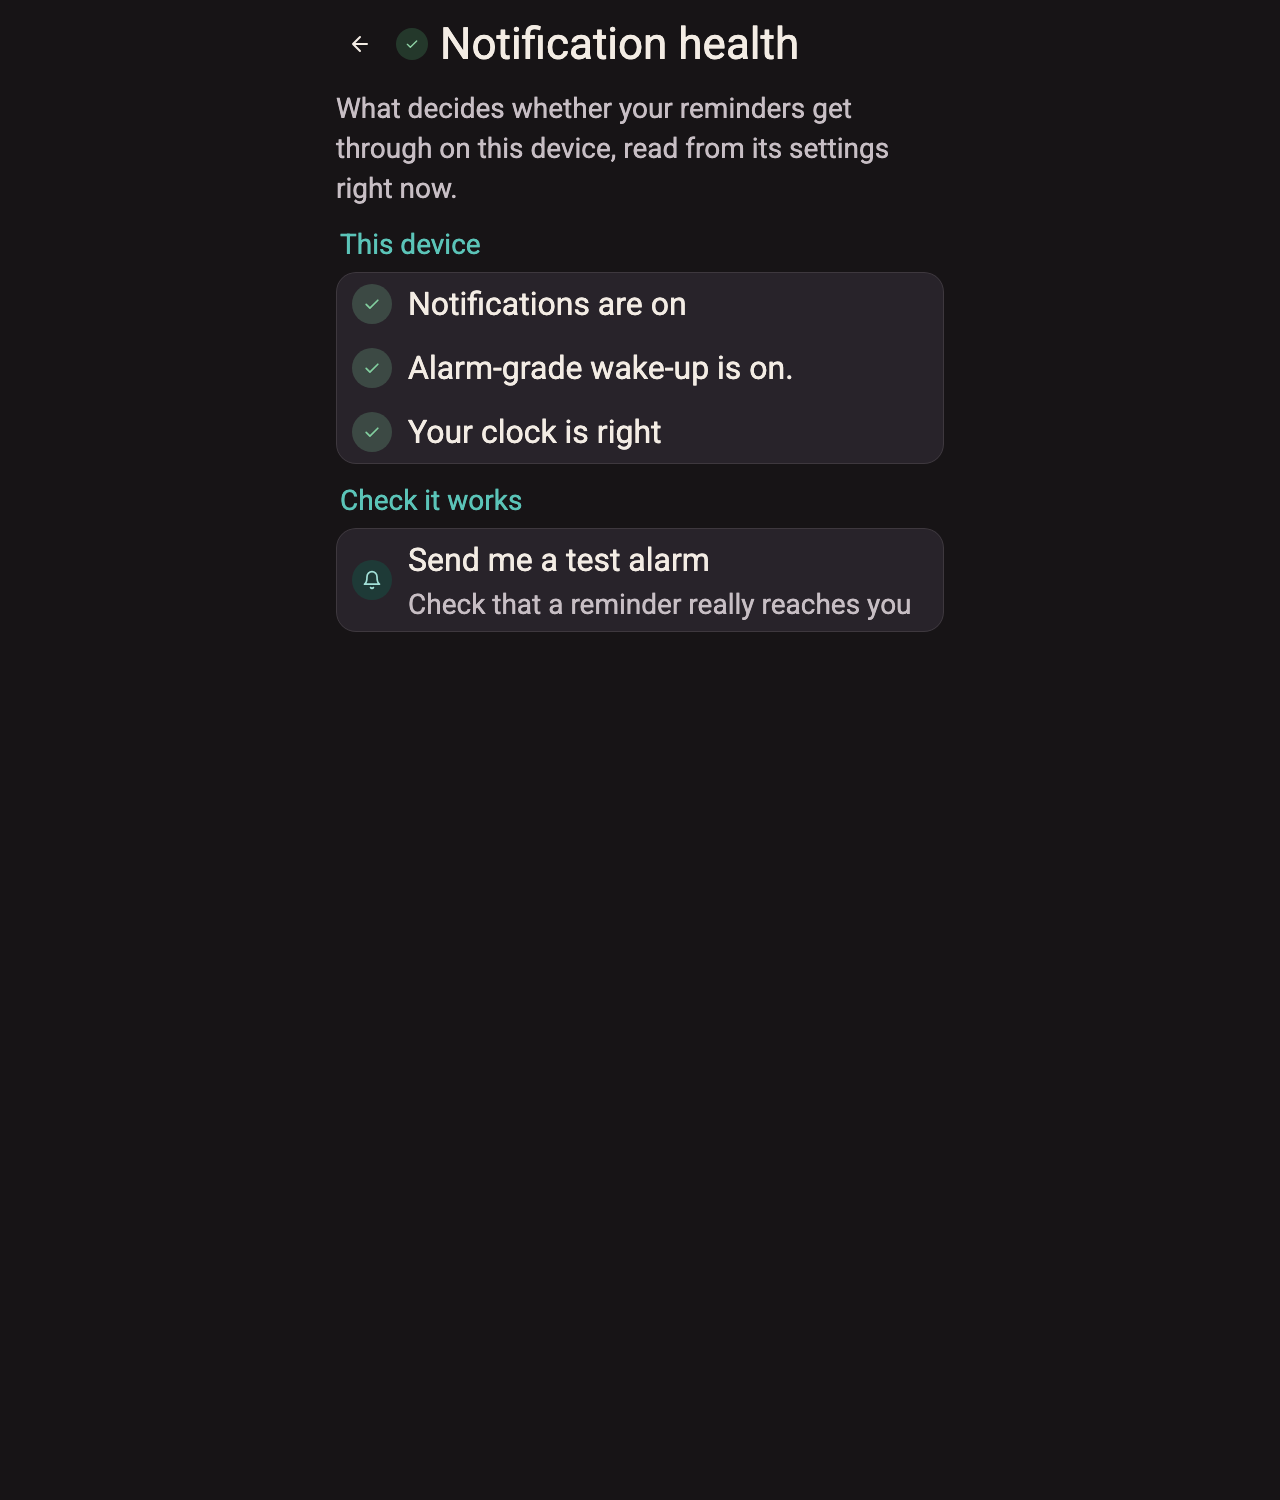 Notification health
What decides whether your reminders get
through on this device, read from its settings
right now.
This device
Notifications are on
Alarm-grade wake-up is on.
Your clock is right
Check it works
Send me a test alarm
Check that a reminder really reaches you